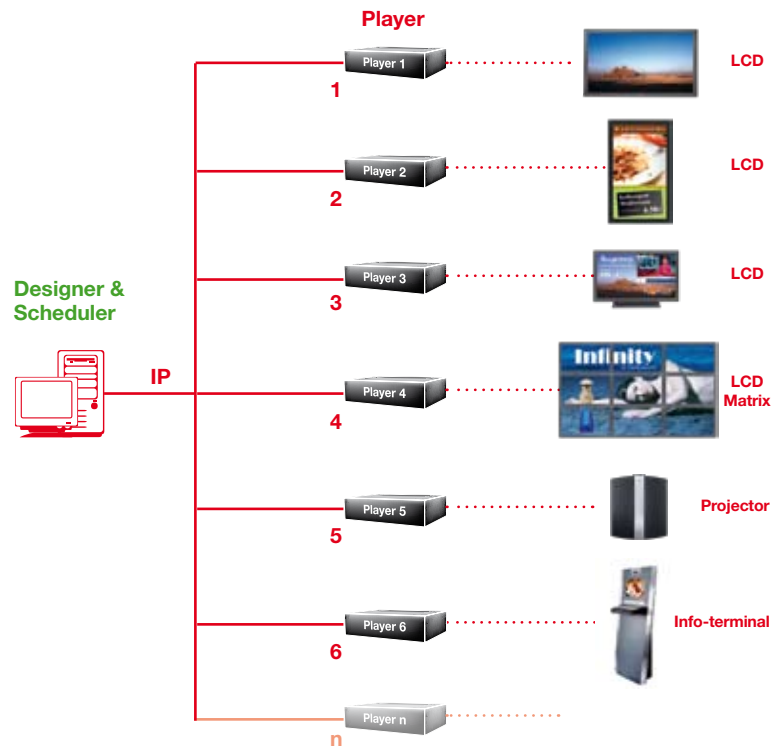 Player
Player 1
1
LCD
Player 2
2
LCD
Player 3
3
LCD
Designer &
Scheduler
IP
Player 4
4
Infinity
LCD
Matrix
Player 5
5
Projector
Player 6
6
Info-terminal
Player n
n